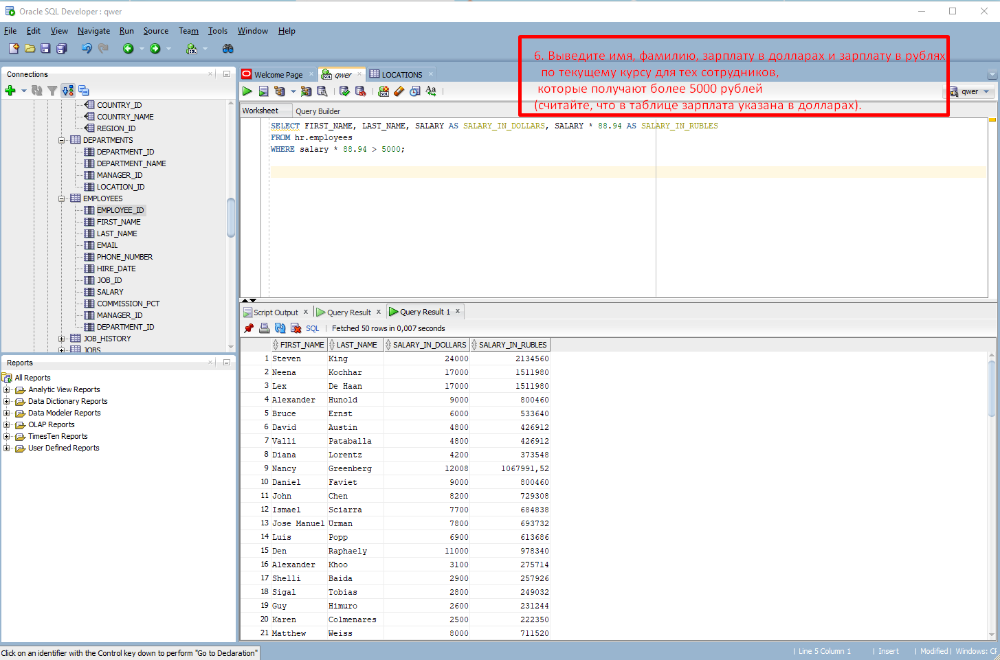 Oracle SQL Developer : qwer
File Edit View Navigate Run Source Team Tools Window Help
6. Выведите имя, фамилию, зарплату в долларах и зарплату в рублях
по текущему курсу для тех сотрудников,
которые получают более 5000 рублей
(считайте, что в таблице зарплата указана в долларах).
Connections
COUNTRY_ID
COUNTRY_NAME
REGION_ID
DEPARTMENTS
DEPARTMENT_ID
DEPARTMENT_NAME
MANAGER_ID
LOCATION_ID
EMPLOYEES
EMPLOYEE_ID
FIRST_NAME
LAST_NAME
EMAIL
PHONE_NUMBER
HIRE_DATE
JOB_ID
SALARY
COMMISSION_PCT
MANAGER_ID
DEPARTMENT_ID
JOB_HISTORY
JOBS
Reports
All Reports
Analytic View Reports
Data Dictionary Reports
Data Modeler Reports
OLAP Reports
TimesTen Reports
User Defined Reports
Welcome Page qwer LOCATIONS
qwer
Worksheet Query Builder
SELECT FIRST_NAME, LAST_NAME, SALARY AS SALARY_IN_DOLLARS, SALARY * 88.94 AS SALARY_IN_RUBLES
FROM hr.employees
WHERE salary * 88.94 > 5000;
Script Output Query Result Query Result 1
SQL | Fetched 50 rows in 0,007 seconds
FIRST_NAME LAST_NAME SALARY_IN_DOLLARS SALARY_IN_RUBLES
1 Steven King 24000 2134560
2 Neena Kochhar 17000 1511980
3 Lex De Haan 17000 1511980
4 Alexander Hunold 9000 800460
5 Bruce Ernst 6000 533640
6 David Austin 4800 426912
7 Valli Pataballa 4800 426912
8 Diana Lorentz 4200 373548
9 Nancy Greenberg 12008 1067991,52
10 Daniel Faviet 9000 800460
11 John Chen 8200 729308
12 Ismael Sciarra 7700 684838
13 Jose Manuel Urman 7800 693732
14 Luis Popp 6900 613686
15 Den Raphaely 11000 978340
16 Alexander Khoo 3100 275714
17 Shelli Baida 2900 257926
18 Sigal Tobias 2800 249032
19 Guy Himuro 2600 231244
20 Karen Colmenares 2500 222350
21 Matthew Weiss 8000 711520
Click on an identifier with the Control key down to perform "Go to Declaration"
| Line 5 Column 1 | Insert | Modified | Windows: CF